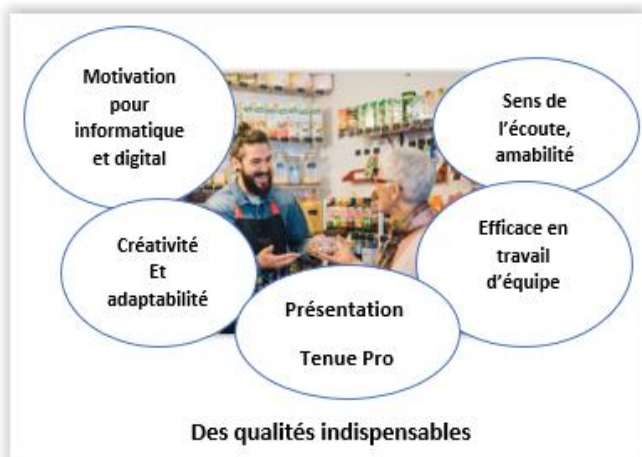 Motivation
pour
informatique
et digital
Sens de
l'écoute,
amabilité
Créativité
Et
adaptabilité
Efficace en
travail
d'équipe
Présentation
Tenue Pro
Des qualités indispensables